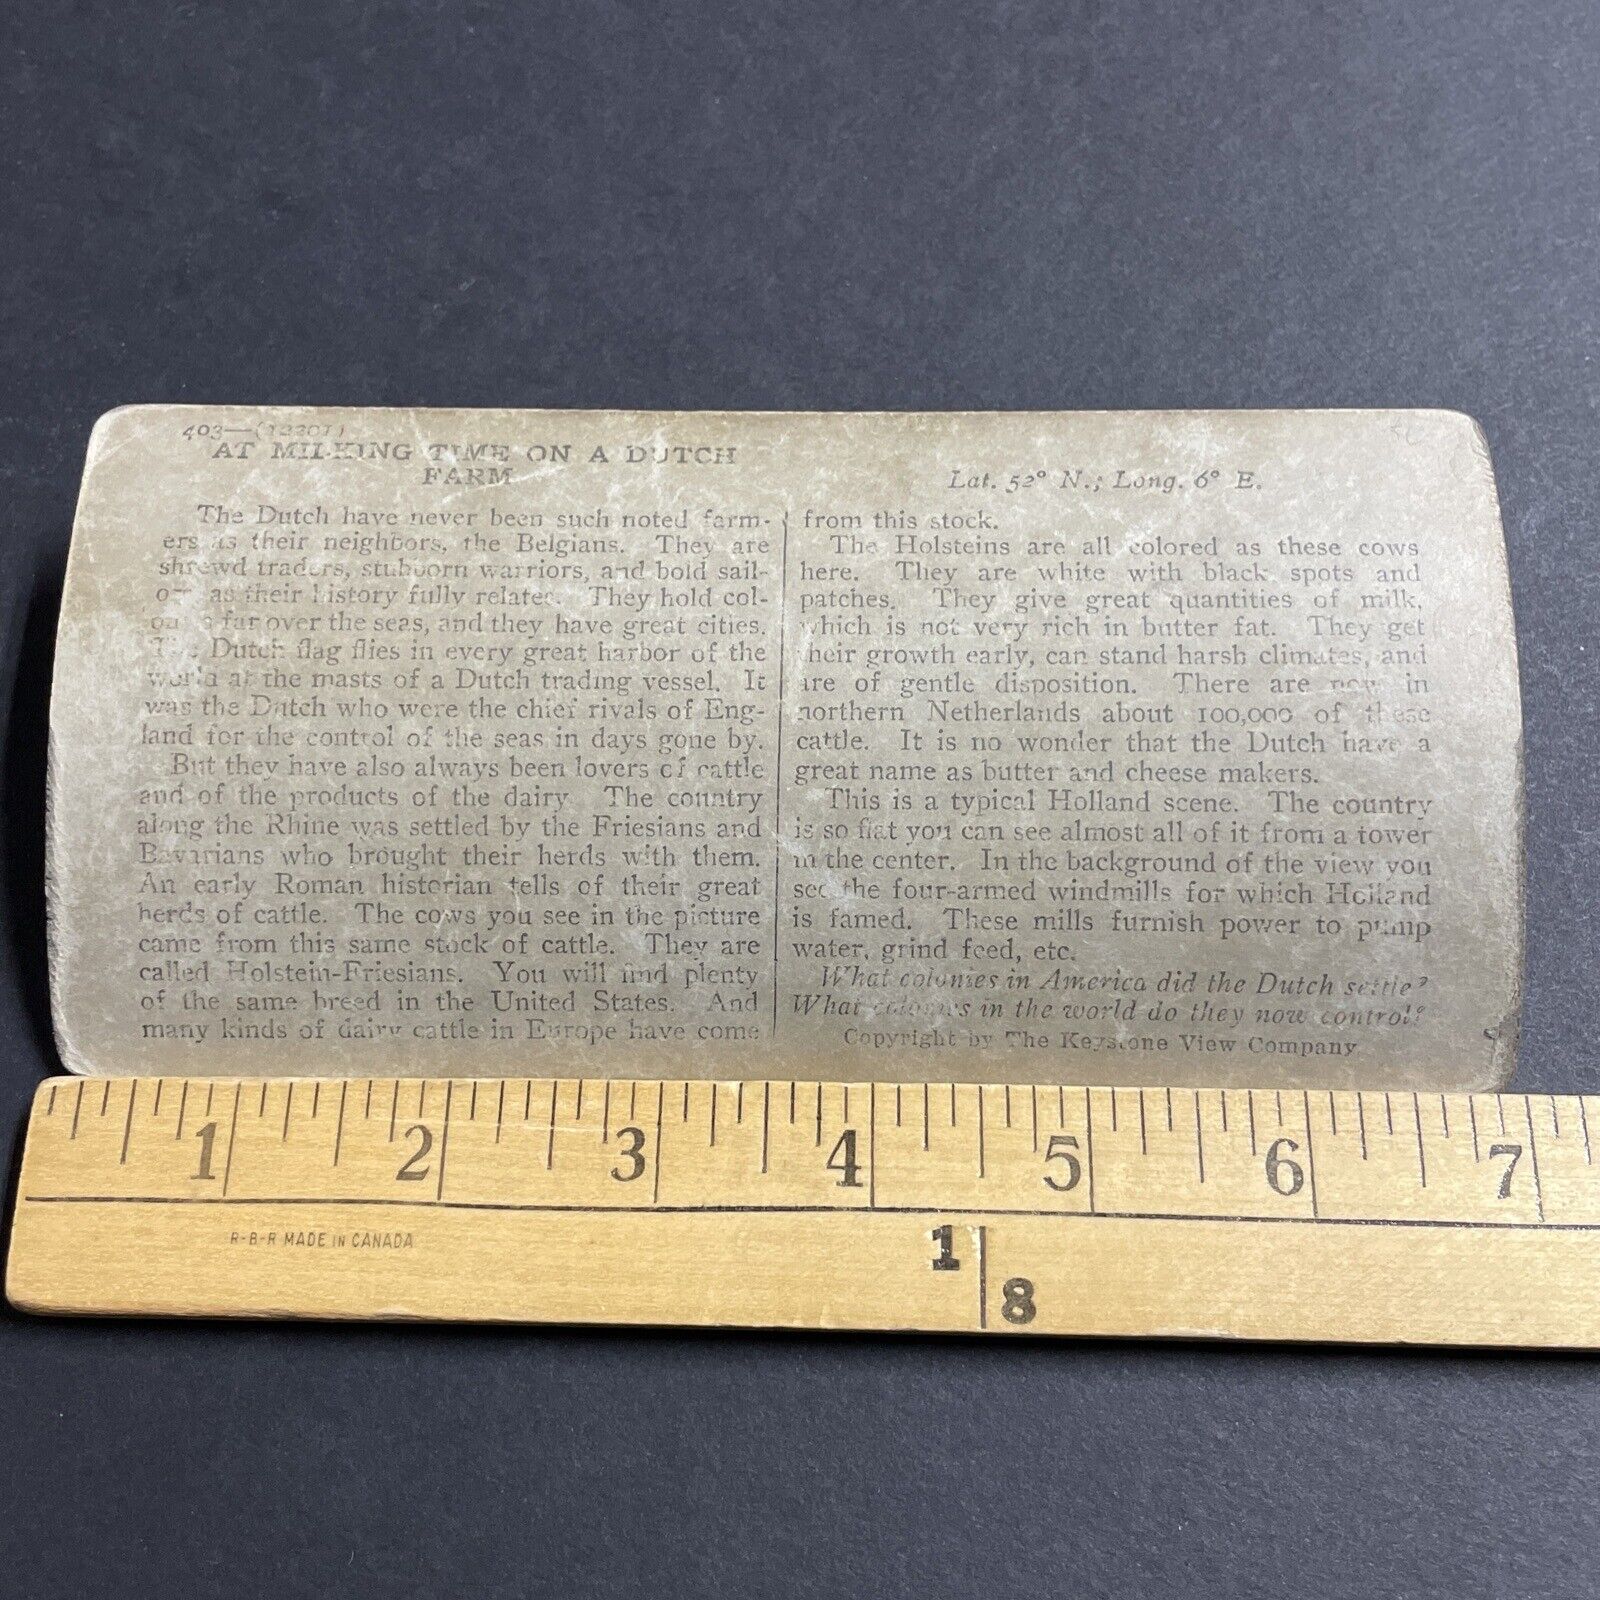 403—(12201)
AT MILKING TIME ON A DUTCH
FARM
Lat. 52° N.; Long. 6° E.
The Dutch have never been such noted farm-
ers as their neighbors, the Belgians. They are
shrewd traders, stubborn warriors, and bold sail-
ors as their history fully relates. They hold col-
onies far over the seas, and they have great cities.
The Dutch flag flies in every great harbor of the
world at the masts of a Dutch trading vessel. It
was the Dutch who were the chief rivals of Eng-
land for the control of the seas in days gone by.
But they have also always been lovers of cattle
and of the products of the dairy The country
along the Rhine was settled by the Friesians and
Bavarians who brought their herds with them.
An early Roman historian tells of their great
herds of cattle. The cows you see in the picture
came from this same stock of cattle. They are
called Holstein-Friesians. You will find plenty
of the same breed in the United States. And
many kinds of dairy cattle in Europe have come
from this stock.
The Holsteins are all colored as these cows
here. They are white with black spots and
patches. They give great quantities of milk,
which is not very rich in butter fat. They get
their growth early, can stand harsh climates, and
are of gentle disposition. There are now in
northern Netherlands about 100,000 of these
cattle. It is no wonder that the Dutch have a
great name as butter and cheese makers.
This is a typical Holland scene. The country
is so flat you can see almost all of it from a tower
in the center. In the background of the view you
see the four-armed windmills for which Holland
is famed. These mills furnish power to pump
water, grind feed, etc.
What colonies in America did the Dutch settle?
What colonies in the world do they now control?
Copyright by The Keystone View Company
1 2 3 4 5 6 7
R-B-R MADE IN CANADA
1 8